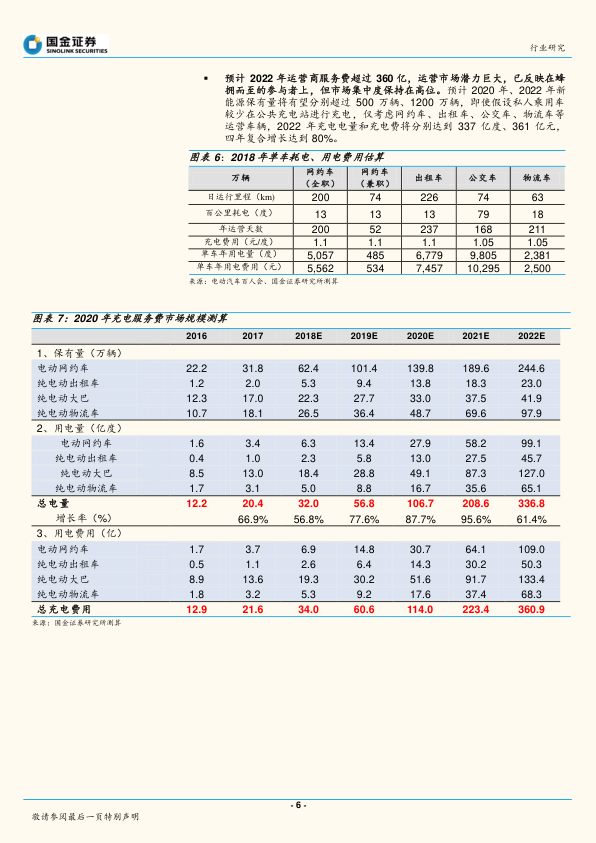 国金证券
SINOLINK SECURITIES
行业研究
▪ 预计 2022 年运营商服务费超过 360 亿，运营市场潜力巨大，已反映在蜂
拥而至的参与者上，但市场集中度保持在高位。预计 2020 年、2022 年新
能源保有量将有望分别超过 500 万辆、1200 万辆，即使假设私人乘用车
较少在公共充电站进行充电，仅考虑网约车、出租车、公交车、物流车等
运营车辆，2022 年充电电量和充电费将分别达到 337 亿度、361 亿元，
四年复合增长达到 80%。
图表 6：2018 年单车耗电、用电费用估算
万辆 网约车（全职） 网约车（兼职） 出租车 公交车 物流车
日运行里程（km） 200 74 226 74 63
百公里耗电（度） 13 13 13 79 18
年运营天数 200 52 237 168 211
充电费用（元/度） 1.1 1.1 1.1 1.05 1.05
单车年用电量（度） 5,057 485 6,779 9,805 2,381
单车年用电费用（元） 5,562 534 7,457 10,295 2,500
来源：电动汽车百人会、国金证券研究所测算
图表 7：2020 年充电服务费市场规模测算
2016 2017 2018E 2019E 2020E 2021E 2022E
1、保有量（万辆）
电动网约车 22.2 31.8 62.4 101.4 139.8 189.6 244.6
纯电动出租车 1.2 2.0 5.3 9.4 13.8 18.3 23.0
纯电动大巴 12.3 17.0 22.3 27.7 33.0 37.5 41.9
纯电动物流车 10.7 18.1 26.5 36.4 48.7 69.6 97.9
2、用电量（亿度）
电动网约车 1.6 3.4 6.3 13.4 27.9 58.2 99.1
纯电动出租车 0.4 1.0 2.3 5.8 13.0 27.5 45.7
纯电动大巴 8.5 13.0 18.4 28.8 49.1 87.3 127.0
纯电动物流车 1.7 3.1 5.0 8.8 16.7 35.6 65.1
总电量 12.2 20.4 32.0 56.8 106.7 208.6 336.8
增长率（%） 66.9% 56.8% 77.6% 87.7% 95.6% 61.4%
3、用电费用（亿）
电动网约车 1.7 3.7 6.9 14.8 30.7 64.1 109.0
纯电动出租车 0.5 1.1 2.6 6.4 14.3 30.2 50.3
纯电动大巴 8.9 13.6 19.3 30.2 51.6 91.7 133.4
纯电动物流车 1.8 3.2 5.3 9.2 17.6 37.4 68.3
总充电费用 12.9 21.6 34.0 60.6 114.0 223.4 360.9
来源：国金证券研究所测算
- 6 -
敬请参阅最后一页特别声明